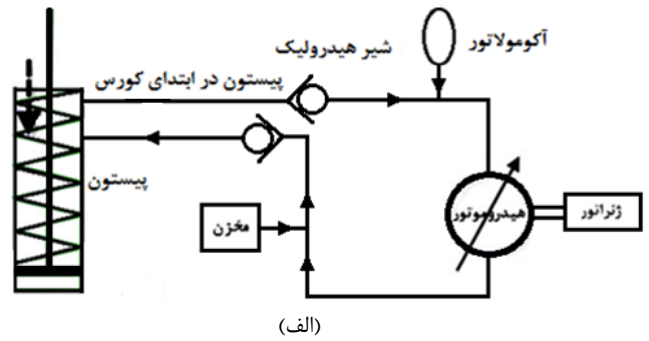 آکومولاتور
شیر هیدرولیک
پیستون در ابتدای کورس
پیستون
مخزن
هیدروموتور
ژنراتور
(الف)